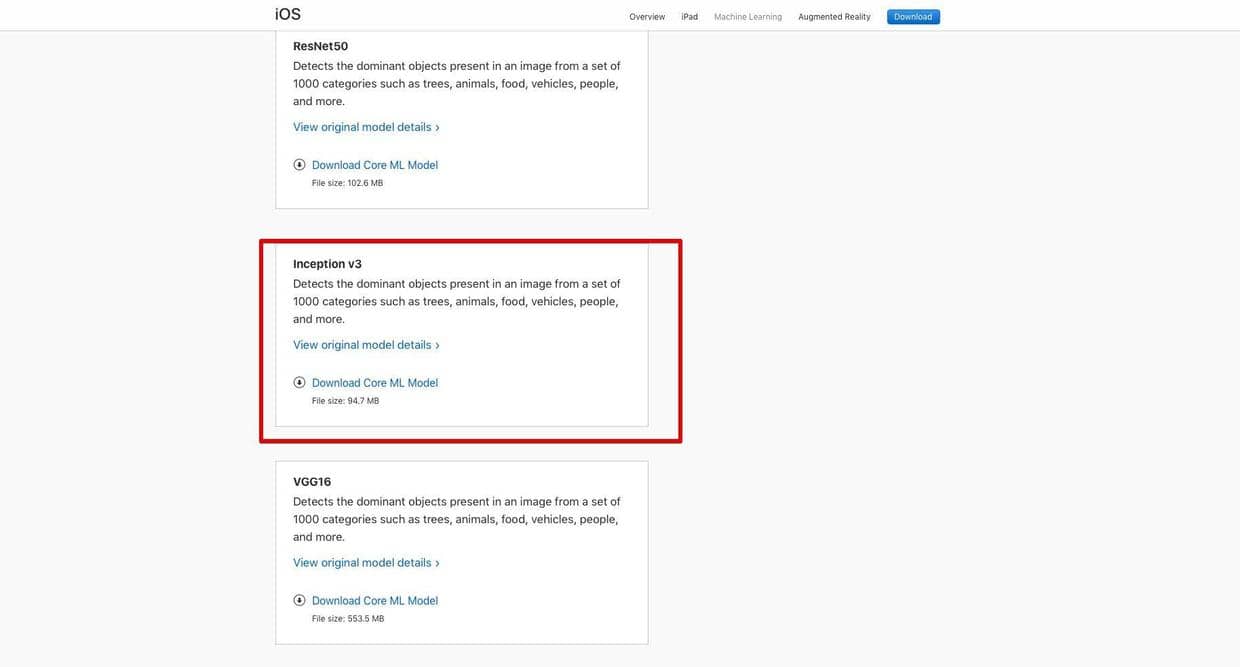 iOS
Overview iPad Machine Learning Augmented Reality Download
ResNet50
Detects the dominant objects present in an image from a set of
1000 categories such as trees, animals, food, vehicles, people,
and more.
View original model details ›
Download Core ML Model
File size: 102.6 MB
Inception v3
Detects the dominant objects present in an image from a set of
1000 categories such as trees, animals, food, vehicles, people,
and more.
View original model details ›
Download Core ML Model
File size: 94.7 MB
VGG16
Detects the dominant objects present in an image from a set of
1000 categories such as trees, animals, food, vehicles, people,
and more.
View original model details ›
Download Core ML Model
File size: 553.5 MB